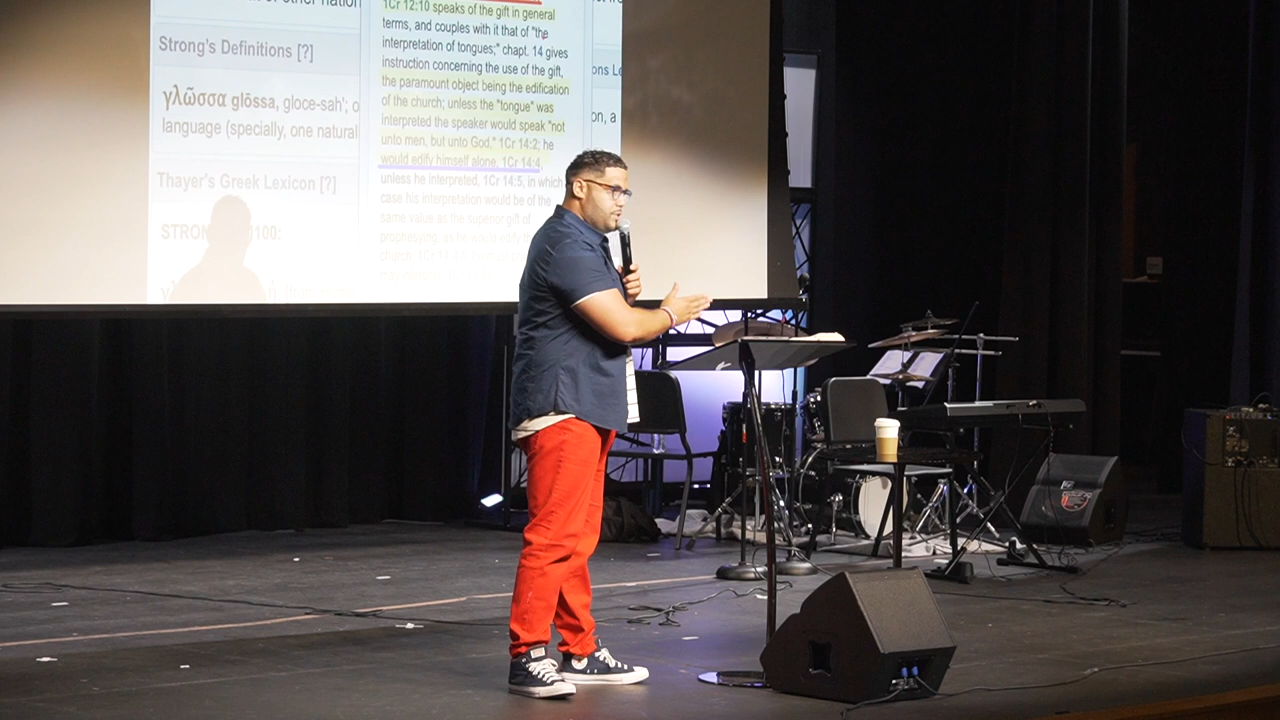 of other nation
Strong's Definitions [?]
γλῶσσα glōssa, gloce-sah'; o
language (specially, one natural
Thayer's Greek Lexicon [?]
STRON 100:
1Cr 12:10 speaks of the gift in general
terms, and couples with it that of "the
interpretation of tongues;" chapt. 14 gives
instruction concerning the use of the gift,
the paramount object being the edification
of the church; unless the "tongue" was
interpreted the speaker would speak "not
unto men, but unto God," 1Cr 14:2; he
would edify himself alone, 1Cr 14:4,
unless he interpreted, 1Cr 14:5, in which
case his interpretation would be of the
same value as the superior gift of
prophesying, as he would edify the
church
ons Le
on, a